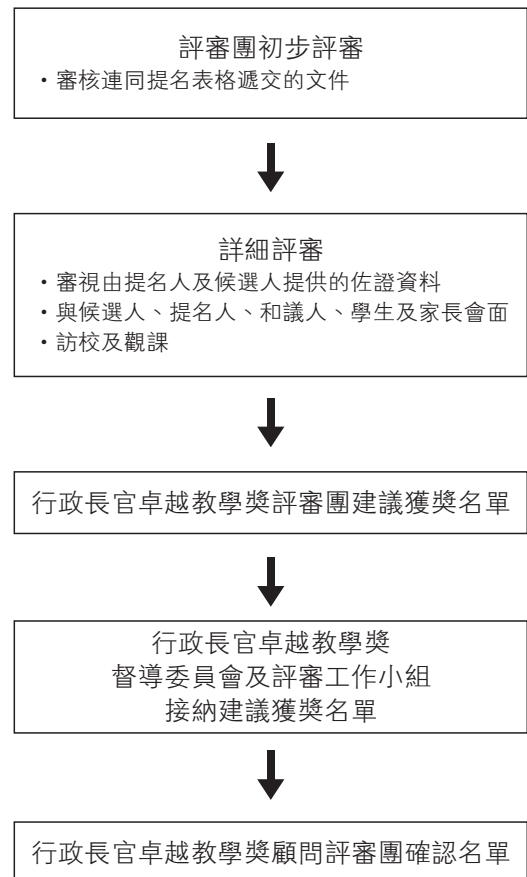 評審團初步評審
・審核連同提名表格遞交的文件
詳細評審
・審視由提名人及候選人提供的佐證資料
・與候選人、提名人、和議人、學生及家長會面
・訪校及觀課
行政長官卓越教學獎評審團建議獲獎名單
行政長官卓越教學獎
督導委員會及評審工作小組
接納建議獲獎名單
行政長官卓越教學獎顧問評審團確認名單